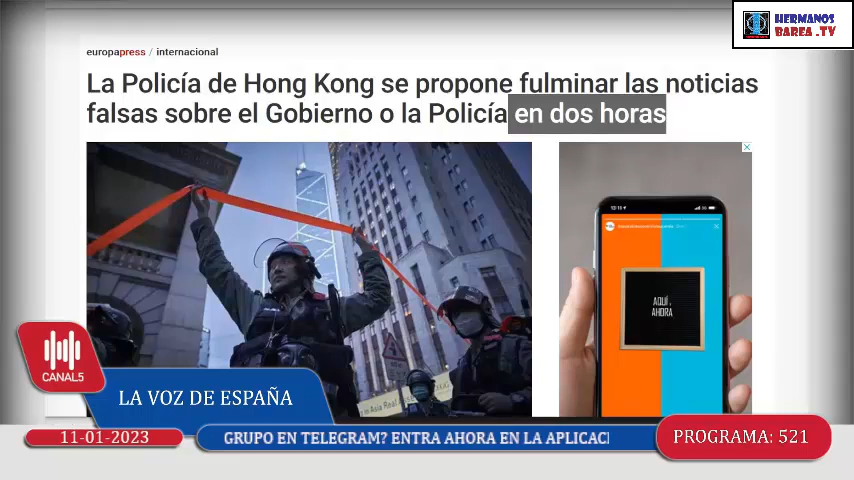 HERMANOS
BAREA .TV
europapress / internacional
La Policía de Hong Kong se propone fulminar las noticias
falsas sobre el Gobierno o la Policía en dos horas
AQUÍ.
AHORA
CANAL5
LA VOZ DE ESPAÑA
11-01-2023
GRUPO EN TELEGRAM? ENTRA AHORA EN LA APLICACI
PROGRAMA: 521